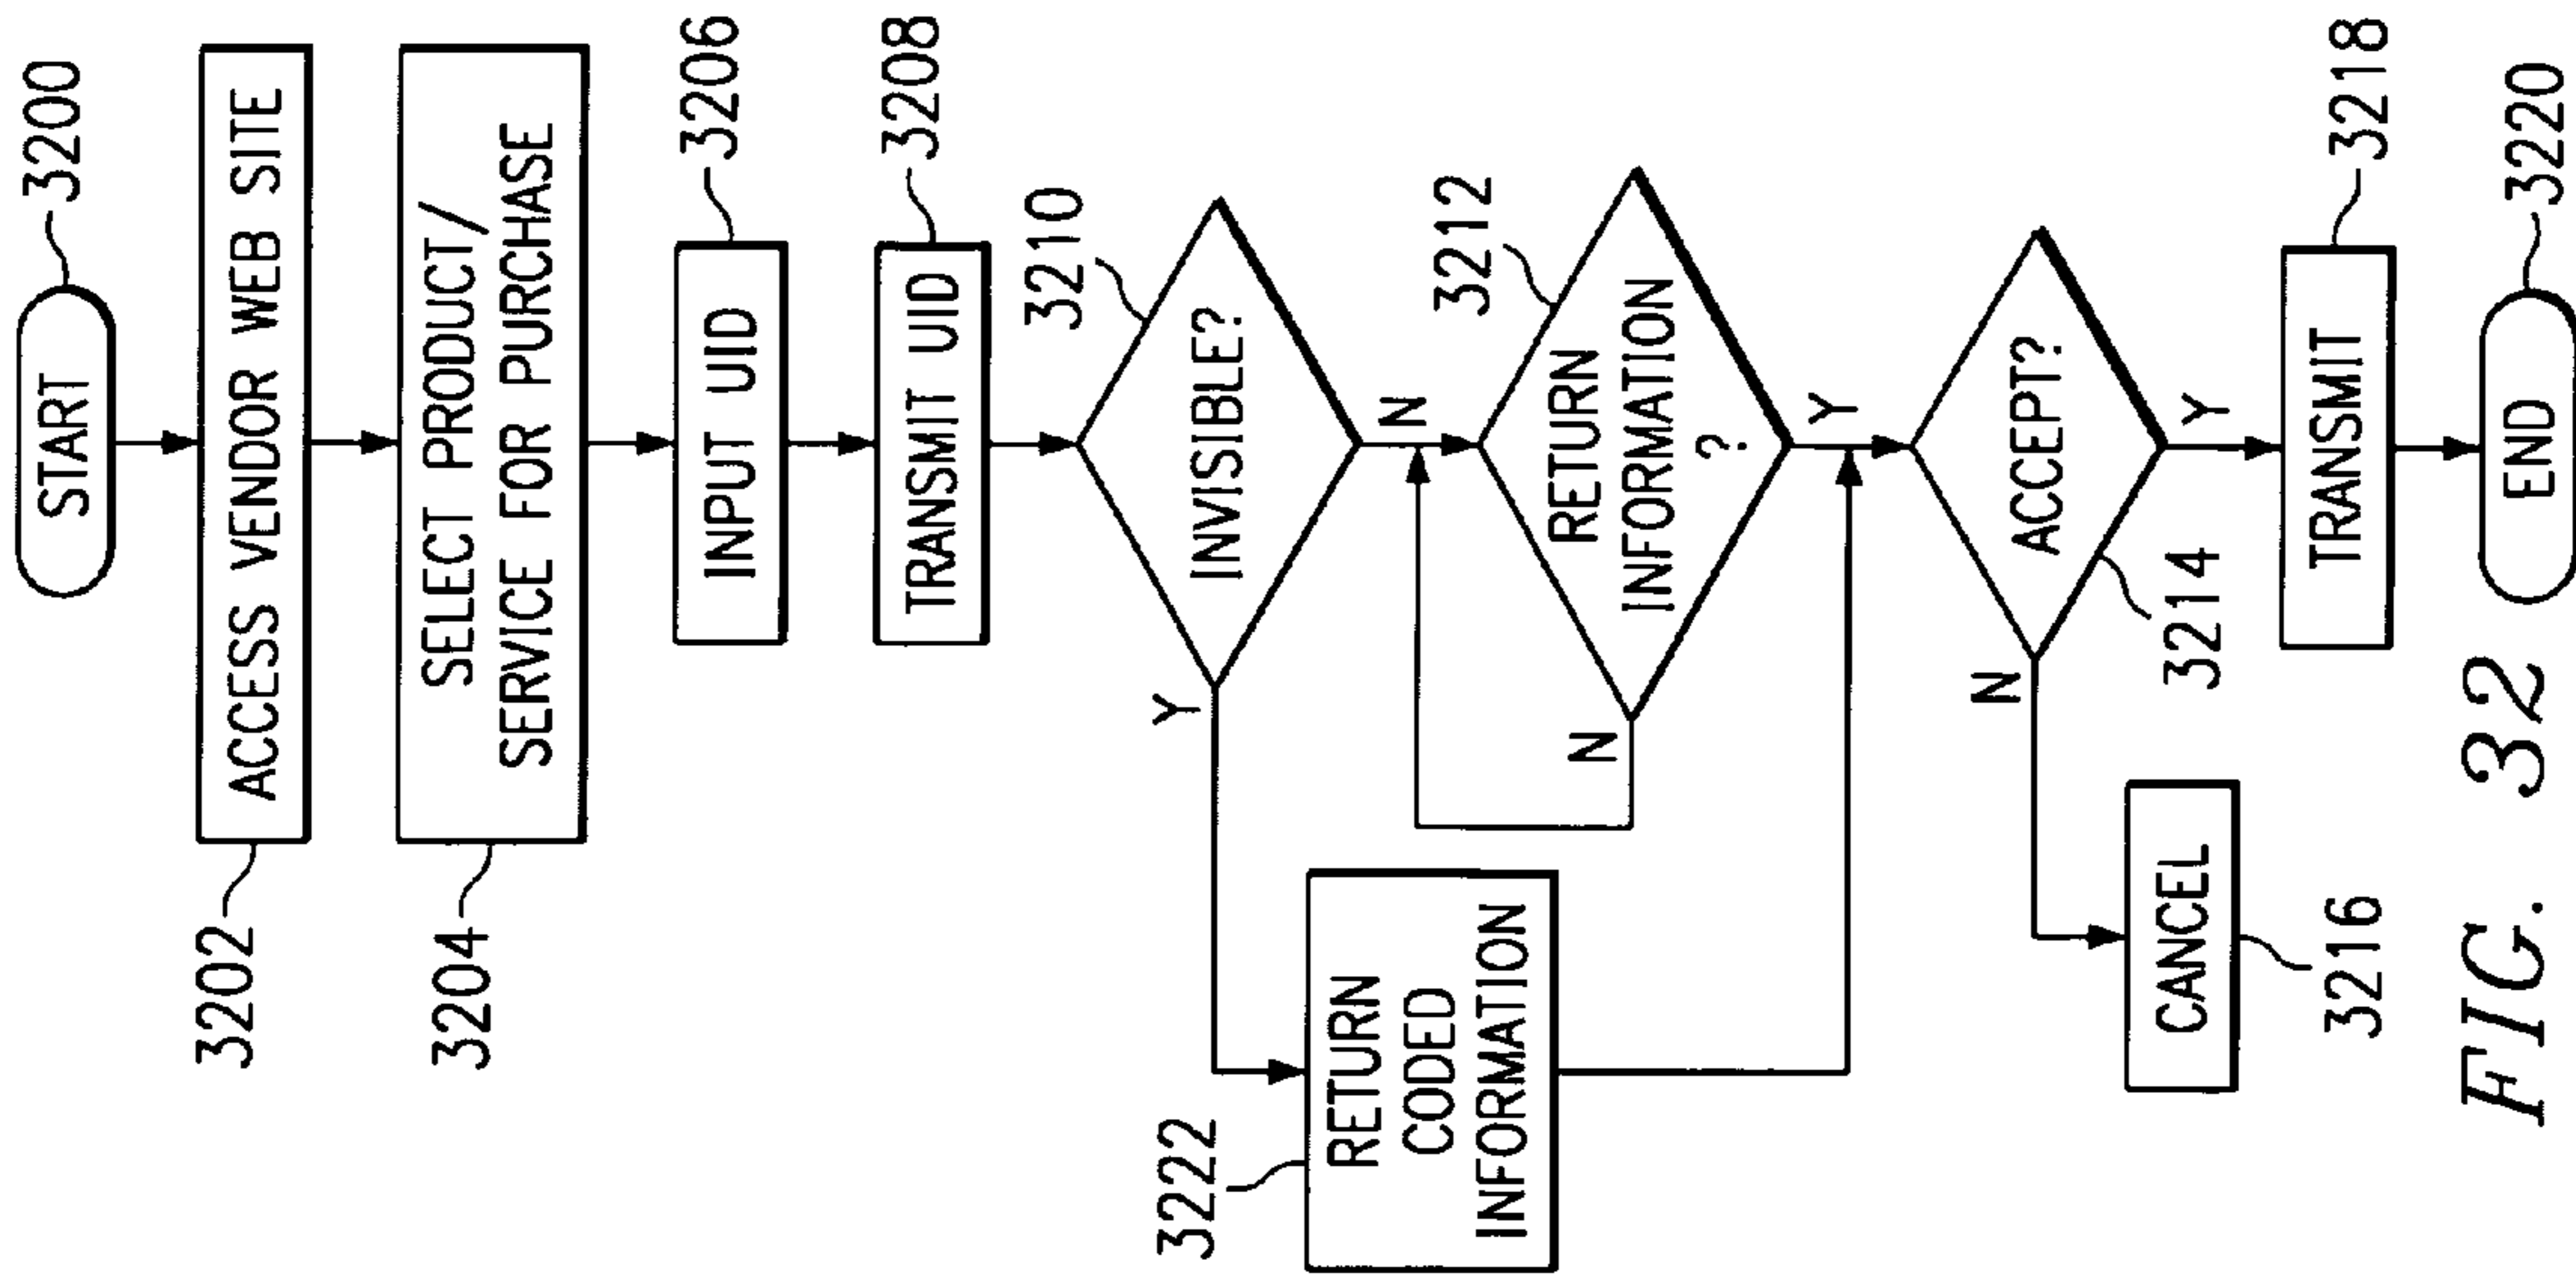 START
3200
3202
ACCESS VENDOR WEB SITE
3204
SELECT PRODUCT/
SERVICE FOR PURCHASE
INPUT UID
3206
TRANSMIT UID
3208
INVISIBLE?
3210
Y
N
3222
RETURN
CODED
INFORMATION
RETURN
INFORMATION
?
3212
N
Y
ACCEPT?
3214
N
Y
CANCEL
3216
TRANSMIT
3218
END
3220
FIG. 32